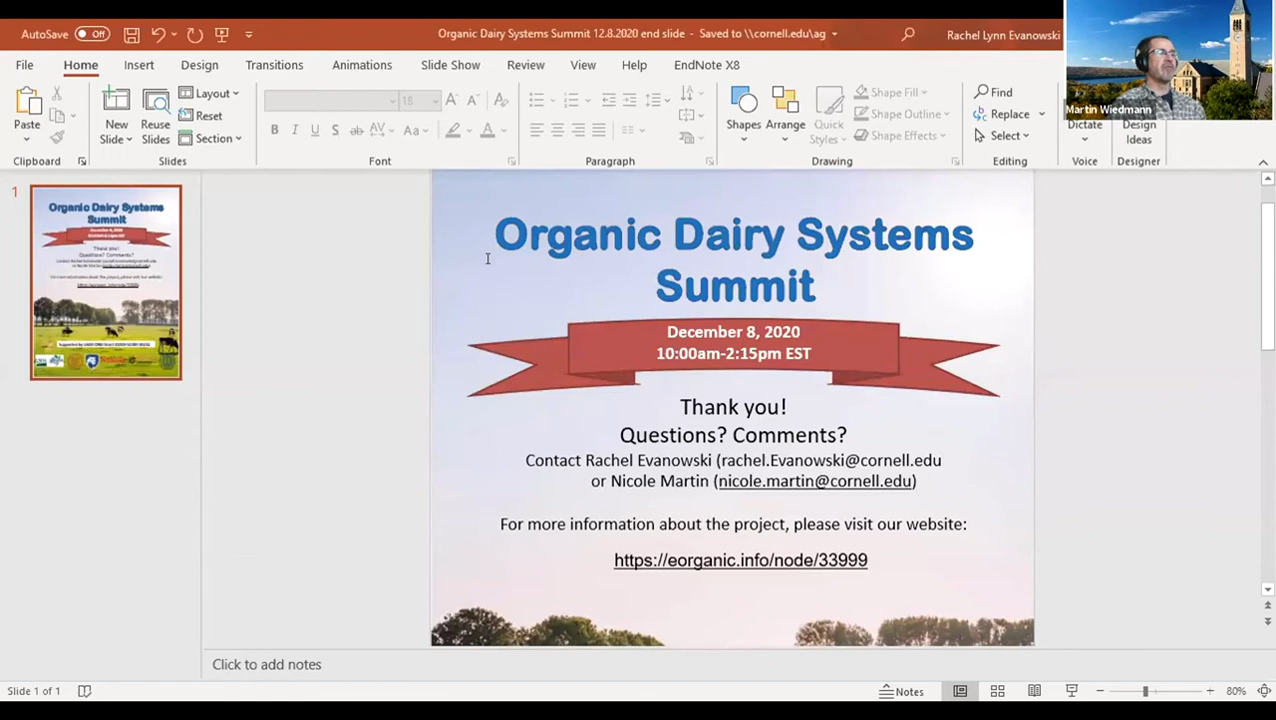 AutoSave Off
Organic Dairy Systems Summit 12.8.2020 end slide - Saved to \\cornell.edu\ag
Rachel Lynn Evanowski
File Home Insert Design Transitions Animations Slide Show Review View Help EndNote X8
Martin Wiedmann
Paste
New Slide
Reuse Slides
Layout
Reset
Section
18
Shapes
Arrange
Quick Styles
Shape Fill
Shape Outline
Shape Effects
Find
Replace
Select
Dictate
Design Ideas
Clipboard Slides Font Paragraph Drawing Editing Voice Designer
1
Organic Dairy Systems
Summit
December 8, 2020
10:00am-2:15pm EST
Thank you!
Questions? Comments?
Contact Rachel Evanowski (rachel.Evanowski@cornell.edu
or Nicole Martin (nicole.martin@cornell.edu)
For more information about the project, please visit our website:
https://eorganic.info/node/33999
Click to add notes
Slide 1 of 1
Notes
80%